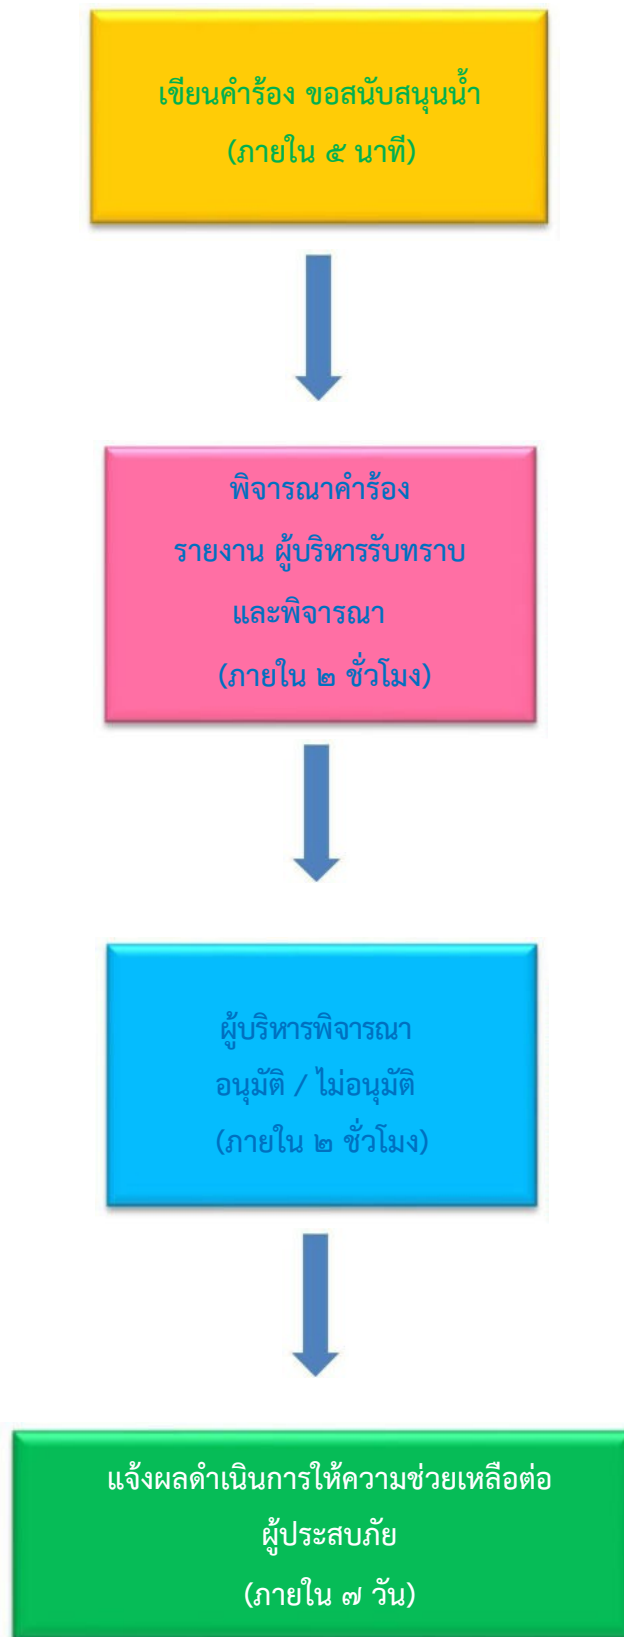 เขียนคำร้อง ขอสนับสนุนน้ำ
(ภายใน ๕ นาที)
พิจารณาคำร้อง
รายงาน ผู้บริหารรับทราบ
และพิจารณา
(ภายใน ๒ ชั่วโมง)
ผู้บริหารพิจารณา
อนุมัติ / ไม่อนุมัติ
(ภายใน ๒ ชั่วโมง)
แจ้งผลดำเนินการให้ความช่วยเหลือต่อ
ผู้ประสบภัย
(ภายใน ๗ วัน)